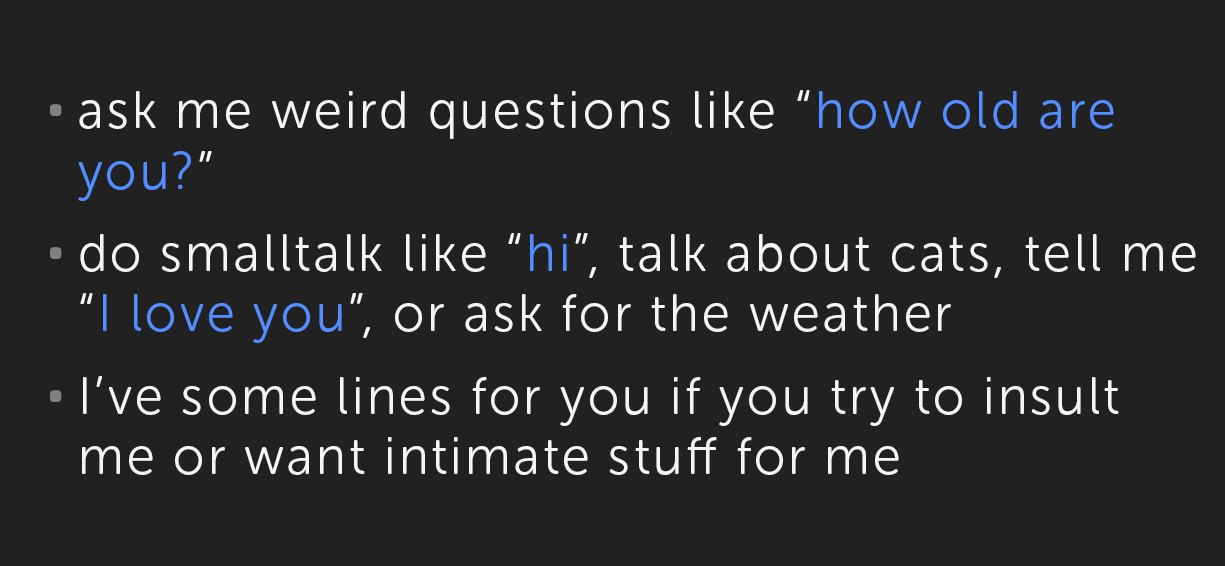 • ask me weird questions like “how old are
you?”
• do smalltalk like “hi”, talk about cats, tell me
“I love you”, or ask for the weather
• I’ve some lines for you if you try to insult
me or want intimate stuff for me